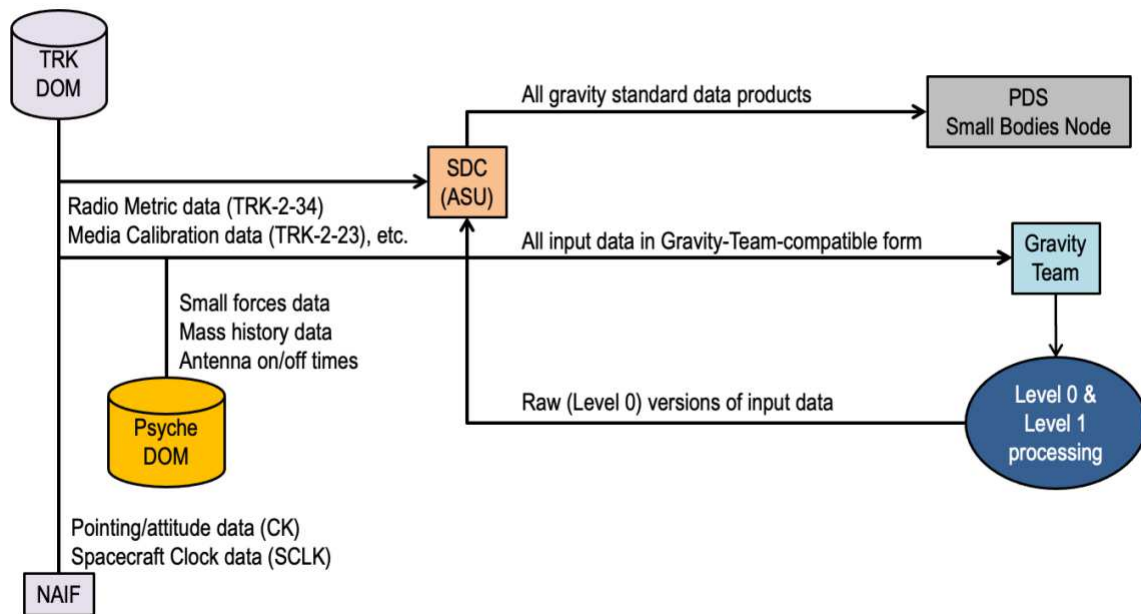 TRK
DOM
All gravity standard data products
PDS
Small Bodies Node
SDC
(ASU)
Radio Metric data (TRK-2-34)
Media Calibration data (TRK-2-23), etc.
All input data in Gravity-Team-compatible form
Gravity
Team
Small forces data
Mass history data
Antenna on/off times
Psyche
DOM
Raw (Level 0) versions of input data
Level 0 &
Level 1
processing
Pointing/attitude data (CK)
Spacecraft Clock data (SCLK)
NAIF